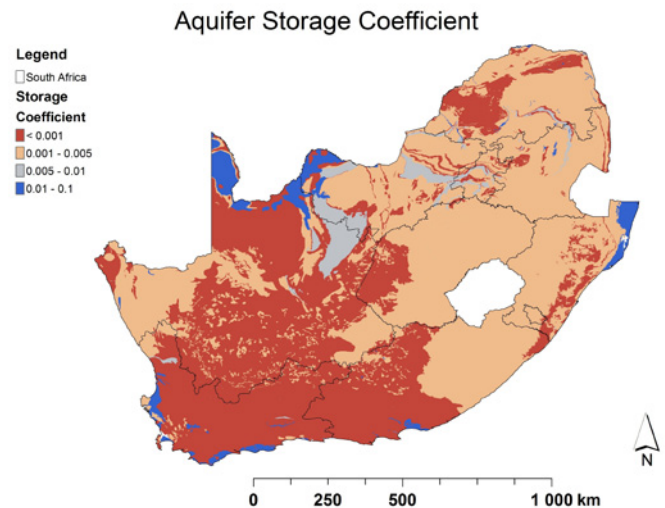 Aquifer Storage Coefficient
Legend
South Africa
Storage
Coefficient
< 0.001
0.001 - 0.005
0.005 - 0.01
0.01 - 0.1
N
0 250 500 1 000 km